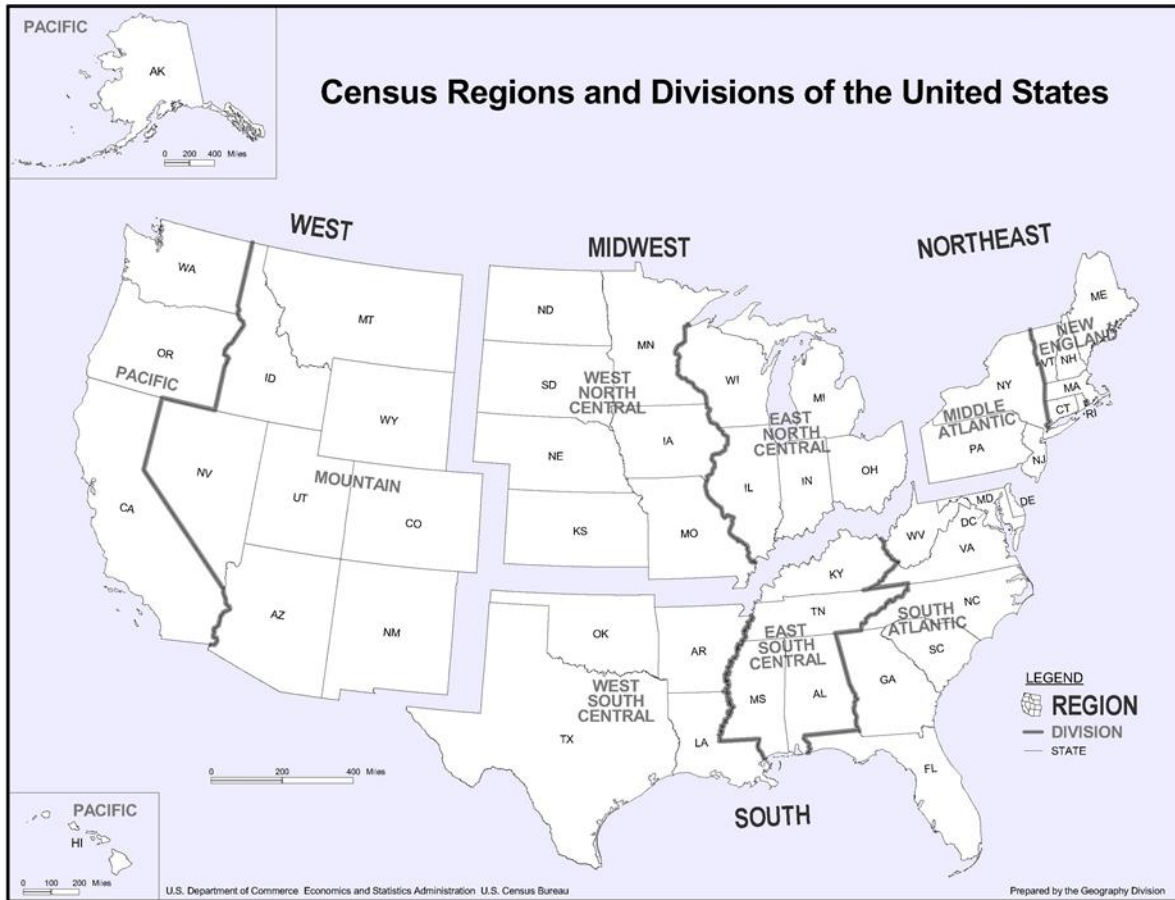 PACIFIC
AK
0 200 400 Miles
Census Regions and Divisions of the United States
WEST
MIDWEST
NORTHEAST
WA
MT
OR
ID
WY
PACIFIC
NV
UT
CO
MOUNTAIN
CA
AZ
NM
ND
MN
SD
WEST
NORTH
CENTRAL
IA
NE
KS
MO
WI
MI
EAST
NORTH
CENTRAL
IL
IN
OH
ME
NEW
ENGLAND
VT
NH
MA
CT
RI
NY
MIDDLE
ATLANTIC
PA
NJ
MD
DE
DC
WV
VA
KY
TN
NC
SOUTH
ATLANTIC
SC
GA
FL
EAST
SOUTH
CENTRAL
MS
AL
OK
AR
WEST
SOUTH
CENTRAL
TX
LA
SOUTH
LEGEND
REGION
DIVISION
STATE
0 200 400 Miles
PACIFIC
HI
0 100 200 Miles
U.S. Department of Commerce Economics and Statistics Administration U.S. Census Bureau
Prepared by the Geography Division